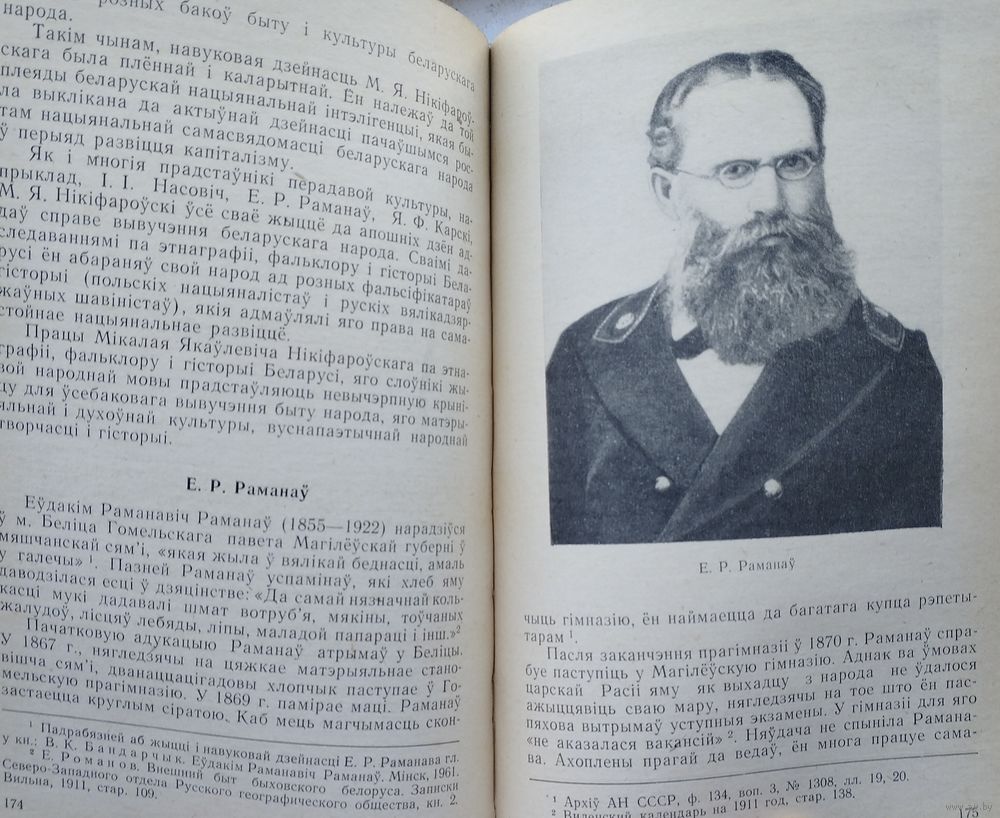 розных бакоў быту і культуры беларускага
народа.
Такім чынам, навуковая дзейнасць М. Я. Нікіфароў-
скага была плённай і каларытнай. Ён належаў да той
плеяды беларускай нацыянальнай інтэлігенцыі, якая бы-
ла выклікана да актыўнай дзейнасці пачаўшымся рос-
там нацыянальнай самасвядомасці беларускага народа
ў перыяд развіцця капіталізму.
Як і многія прадстаўнікі перадавой культуры, на-
прыклад, І. І. Насовіч, Е. Р. Раманаў, Я. Ф. Карскі,
М. Я. Нікіфароўскі ўсё сваё жыццё да апошніх дзён ад-
даў справе вывучэння беларускага народа. Сваімі да-
следаваннямі па этнаграфіі, фальклору і гісторыі Бела-
русі ён абараняў свой народ ад розных фальсіфікатараў
гісторыі (польскіх нацыяналістаў і рускіх вялікадзяр-
жаўных шавіністаў), якія адмаўлялі яго права на сама-
стойнае нацыянальнае развіццё.
Працы Мікалая Якаўлевіча Нікіфароўскага па этна-
графіі, фальклору і гісторыі Беларусі, яго слоўнікі жы-
вой народнай мовы прадстаўляюць невычэрпную крыні-
цу для ўсебаковага вывучэння быту народа, яго матэры-
яльнай і духоўнай культуры, вуснапаэтычнай народнай
творчасці і гісторыі.
Е. Р. Раманаў
Еўдакім Раманавіч Раманаў (1855—1922) нарадзіўся
ў м. Беліца Гомельскага павета Магілёўскай губерні ў
мяшчанскай сям'і, «якая жыла ў вялікай беднасці, амаль
у галечы» ¹. Пазней Раманаў успамінаў, які хлеб яму
даводзілася есці ў дзяцінстве: «Да самай нязначнай коль-
касці мукі дадавалі шмат вотруб'я, мякіны, тоўчаных
жалудоў, лісцяў лебяды, ліпы, маладой папараці і інш.»²
Пачатковую адукацыю Раманаў атрымаў у Беліцы.
У 1867 г., нягледзячы на цяжкае матэрыяльнае стано-
вішча сям'і, дванаццацігадовы хлопчык паступае ў Го-
мельскую прагімназію. У 1869 г. памірае маці. Раманаў
застаецца круглым сіратою. Каб мець магчымасць скон-
¹ Падрабязней аб жыцці і навуковай дзейнасці Е. Р. Раманава гл.
у кн.: В. К. Бандарчык. Еўдакім Раманавіч Раманаў. Мінск, 1961.
² Е. Романов. Внешний быт быховского белоруса. Записки
Северо-Западного отдела Русского географического общества, кн. 2.
Вильна, 1911, стар. 109.
174
Е. Р. Раманаў
чыць гімназію, ён наймаецца да багатага купца рэпеты-
тарам ¹.
Пасля заканчэння прагімназіі ў 1870 г. Раманаў спра-
буе паступіць у Магілёўскую гімназію. Аднак ва ўмовах
царскай Расіі яму як выхадцу з народа не ўдалося
ажыццявіць сваю мару, нягледзячы на тое што ён пас-
пяхова вытрымаў уступныя экзамены. У гімназіі для яго
«не аказалася вакансій» ². Няўдача не спыніла Рамана-
ва. Ахоплены прагай да ведаў, ён многа працуе сама-
¹ Архіў АН СССР, ф. 134, воп. 3, № 1308, лл. 19, 20.
² Виленский календарь на 1911 год, стар. 138.
175